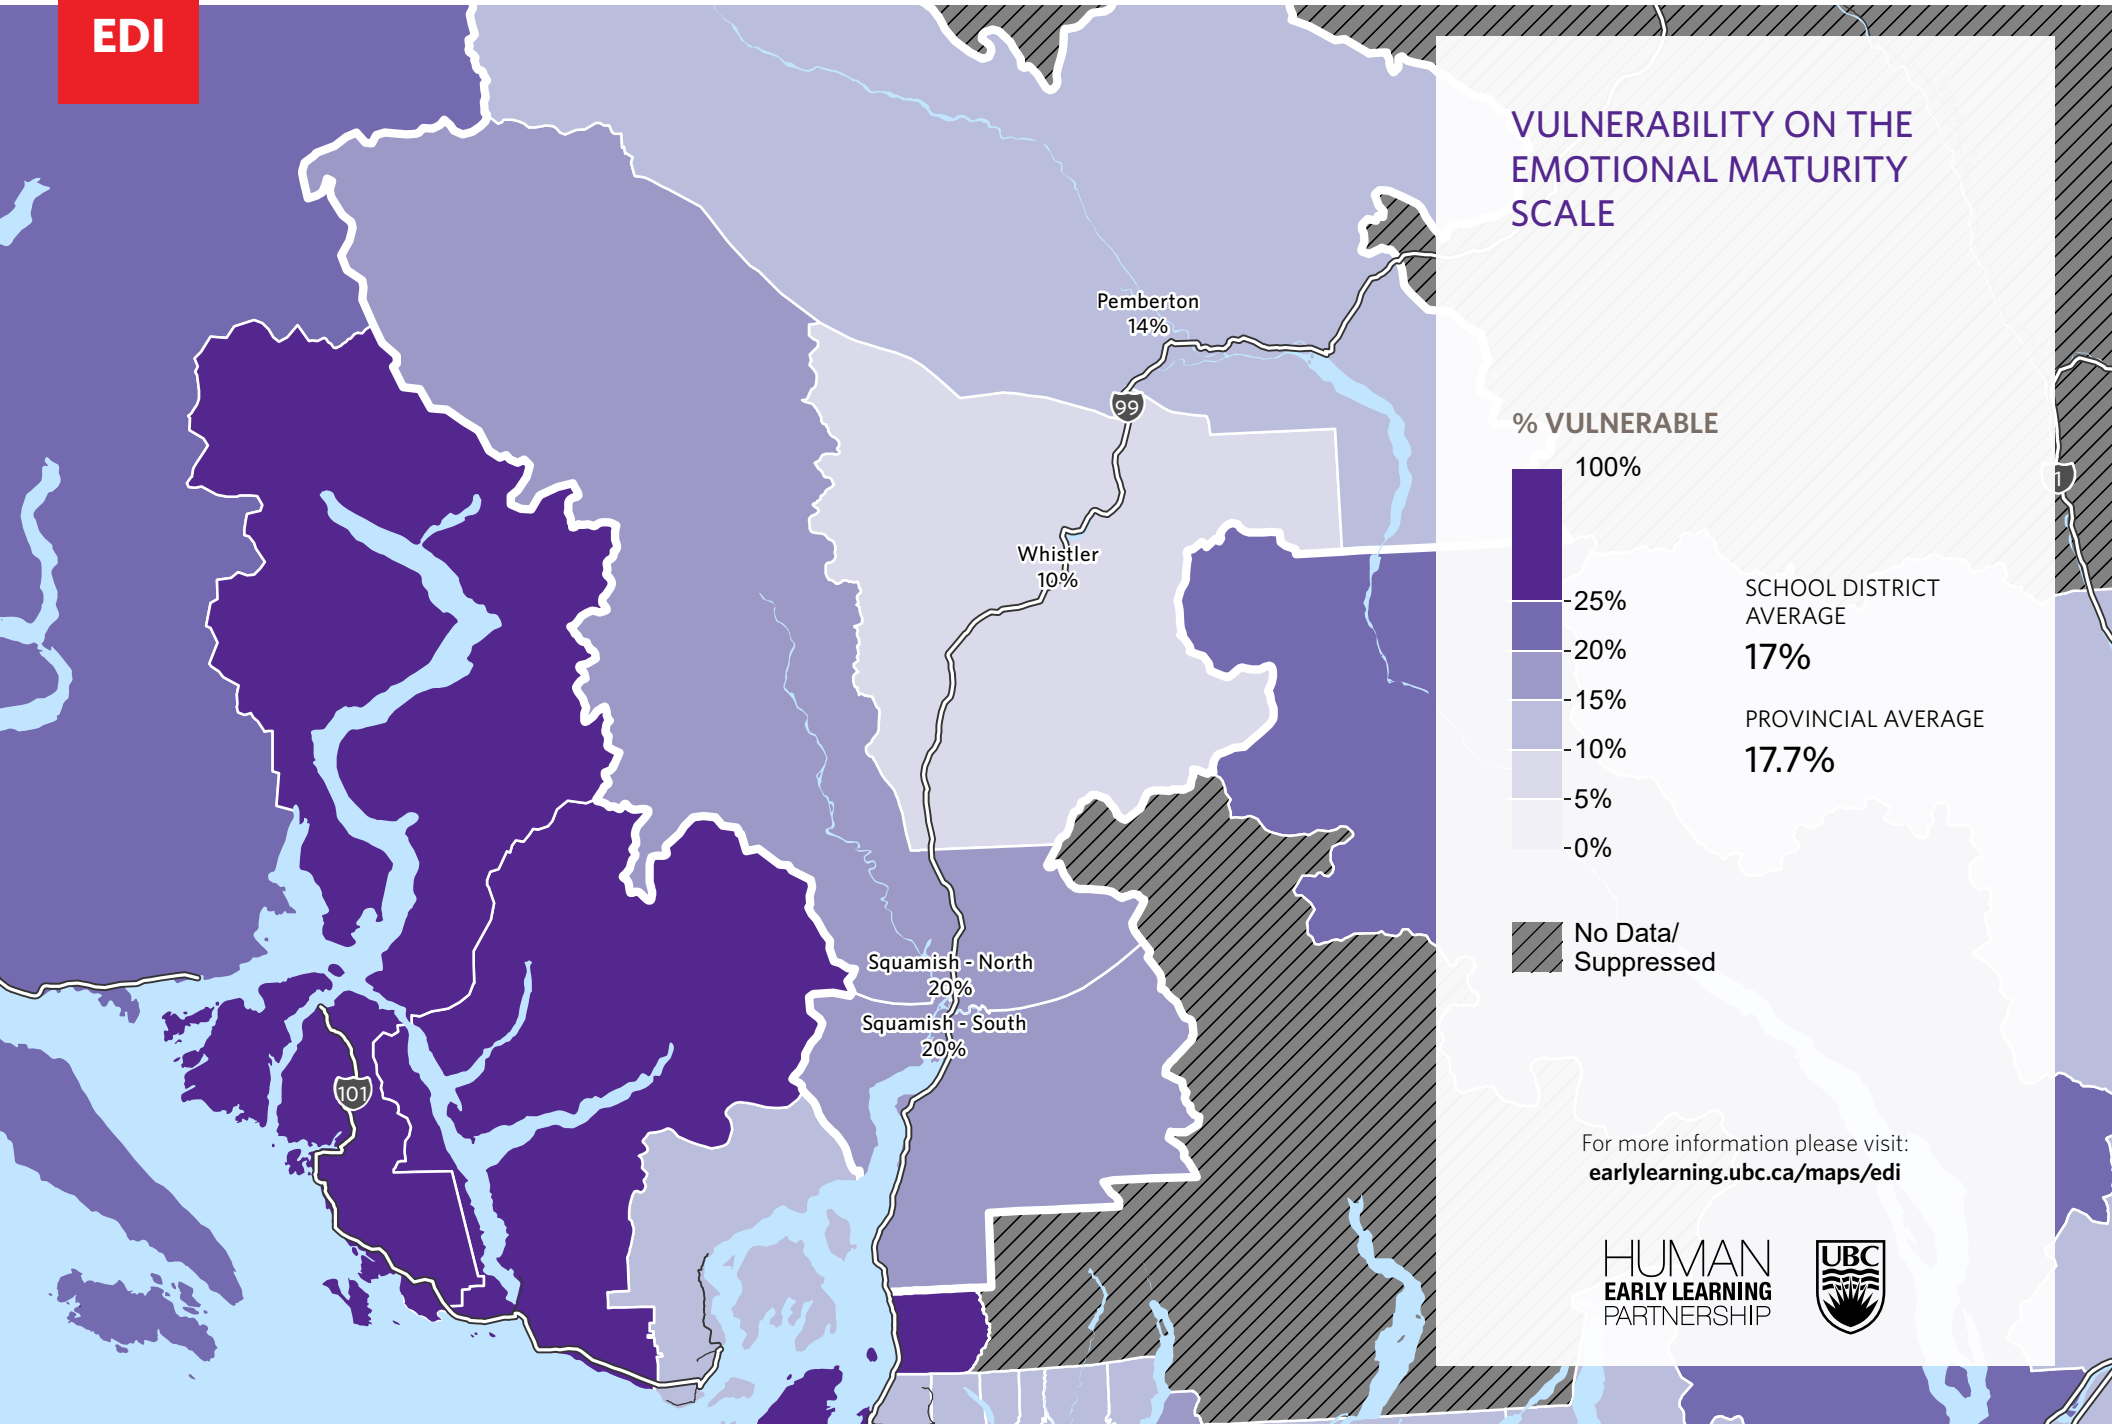 EDI
VULNERABILITY ON THE
EMOTIONAL MATURITY
SCALE
Pemberton
14%
99
Whistler
10%
Squamish - North
20%
Squamish - South
20%
101
1
% VULNERABLE
100%
25%
20%
15%
10%
5%
0%
SCHOOL DISTRICT
AVERAGE
17%
PROVINCIAL AVERAGE
17.7%
No Data/
Suppressed
For more information please visit:
earlylearning.ubc.ca/maps/edi
HUMAN
EARLY LEARNING
PARTNERSHIP
UBC